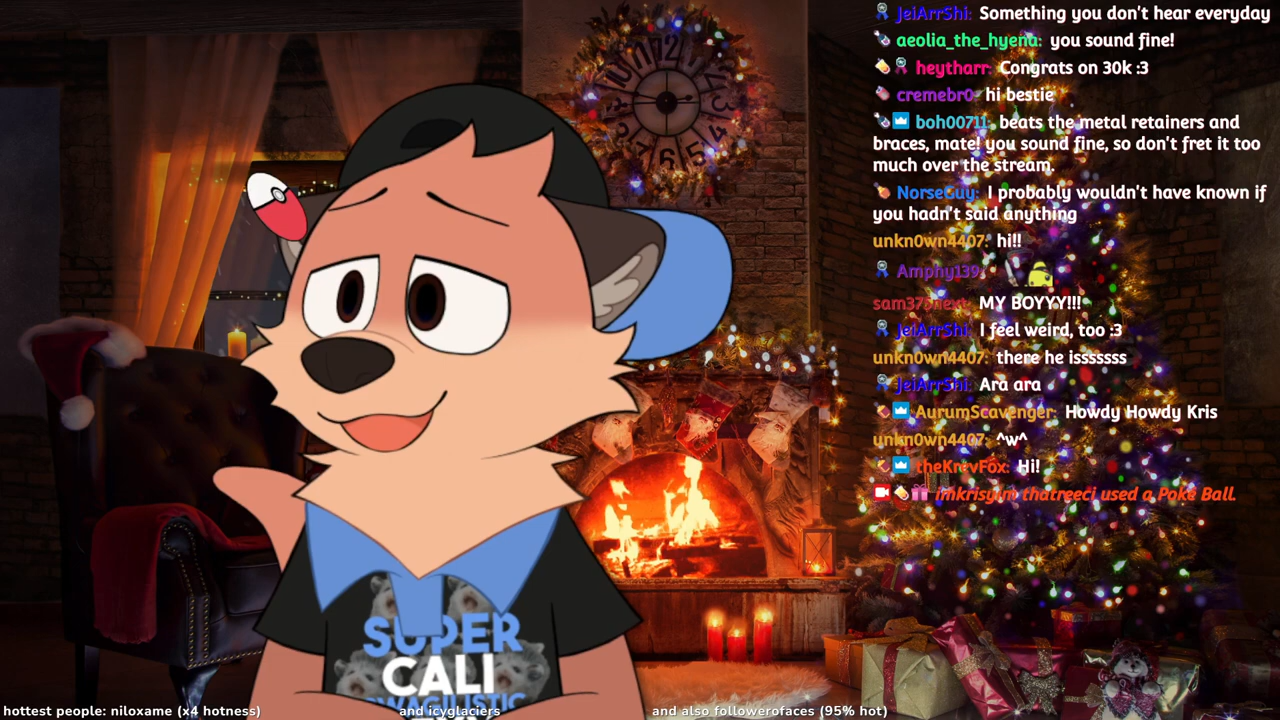 JeiArrShi: Something you don't hear everyday
aeolia_the_hyena: you sound fine!
heytharr: Congrats on 30k :3
cremebr0: hi bestie
boh00711: beats the metal retainers and
braces, mate! you sound fine, so don't fret it too
much over the stream.
NorseGuy: I probably wouldn't have known if
you hadn't said anything
unkn0wn4407: hi!!
Amphy139:
MY BOYYY!!!
JeiArrShi: I feel weird, too :3
unkn0wn4407: there he isssssss
JeiArrShi: Ara ara
AurumScavenger: Howdy Howdy Kris
unkn0wn4407: ^w^
theKrevFox: Hi!
imkrisyim thatreeci used a Poké Ball.
SUPER
CALI
hottest people: niloxame (x4 hotness) and icyglaciers and also followerofaces (95% hot)